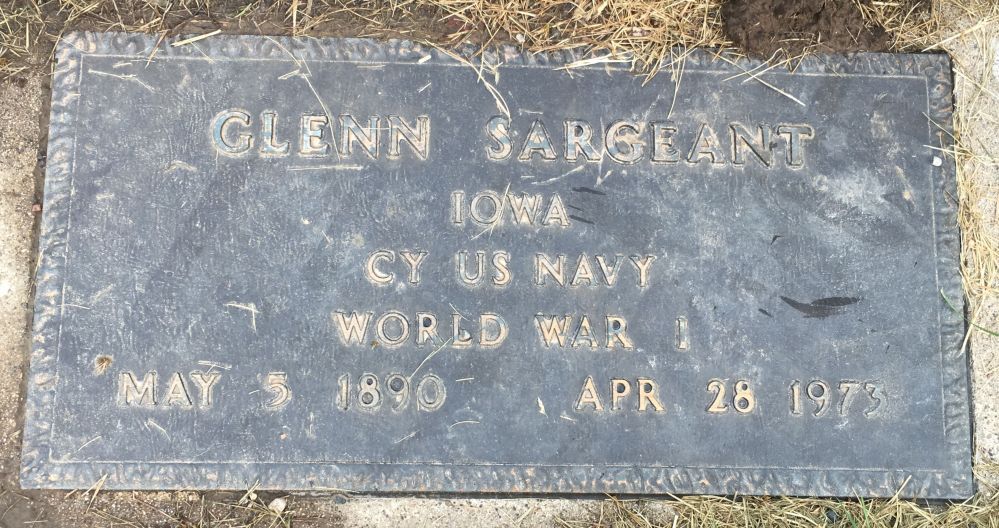 GLENN SARGEANT
IOWA
CY US NAVY
WORLD WAR I
MAY 5 1890 APR 28 1973